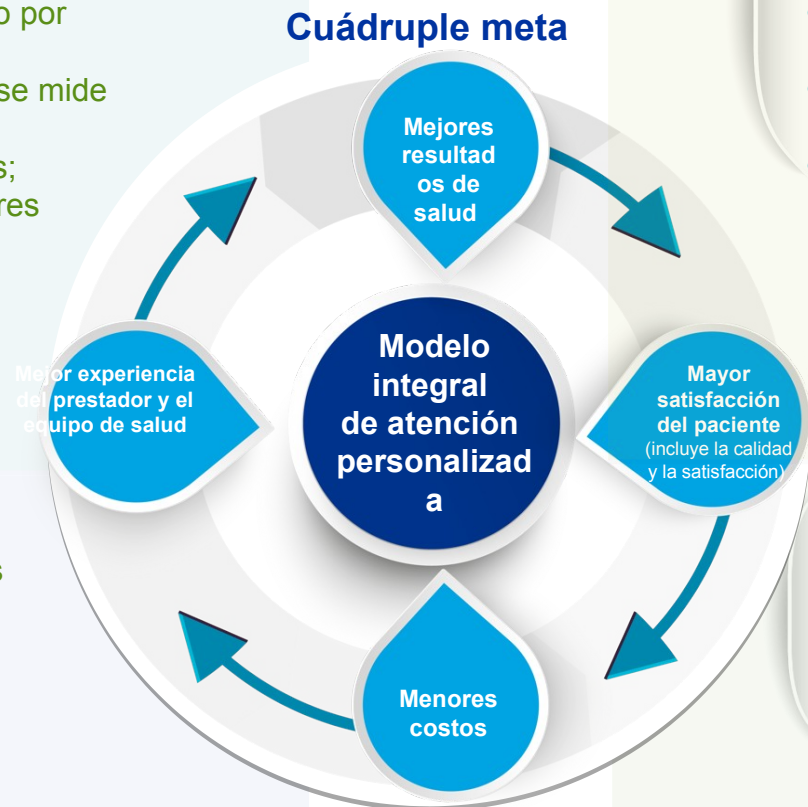 o por
se mide
s;
res
s
Cuádruple meta
Mejores
resultad
os de
salud
Mejor experiencia
del prestador y el
equipo de salud
Modelo
integral
de atención
personalizad
a
Mayor
satisfacción
del paciente
(incluye la calidad
y la satisfacción)
Menores
costos